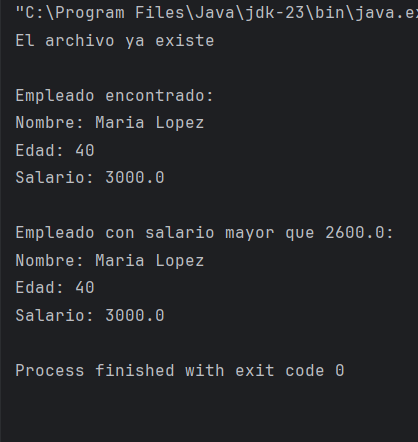 "C:\Program Files\Java\jdk-23\bin\java.ex
El archivo ya existe
Empleado encontrado:
Nombre: Maria Lopez
Edad: 40
Salario: 3000.0
Empleado con salario mayor que 2600.0:
Nombre: Maria Lopez
Edad: 40
Salario: 3000.0
Process finished with exit code 0